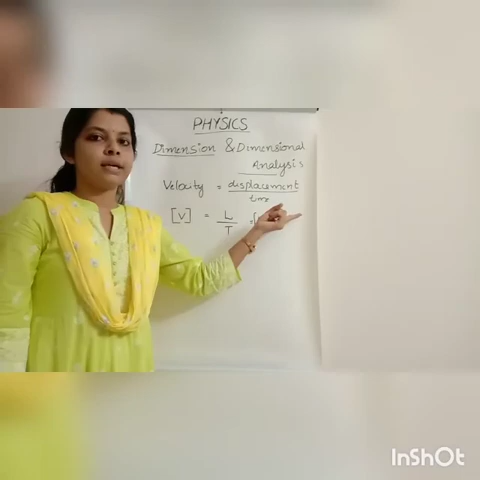 PHYSICS
Dimension & Dimensional
Analysis
Velocity = displacement
time
[V] = L
T
InShOt